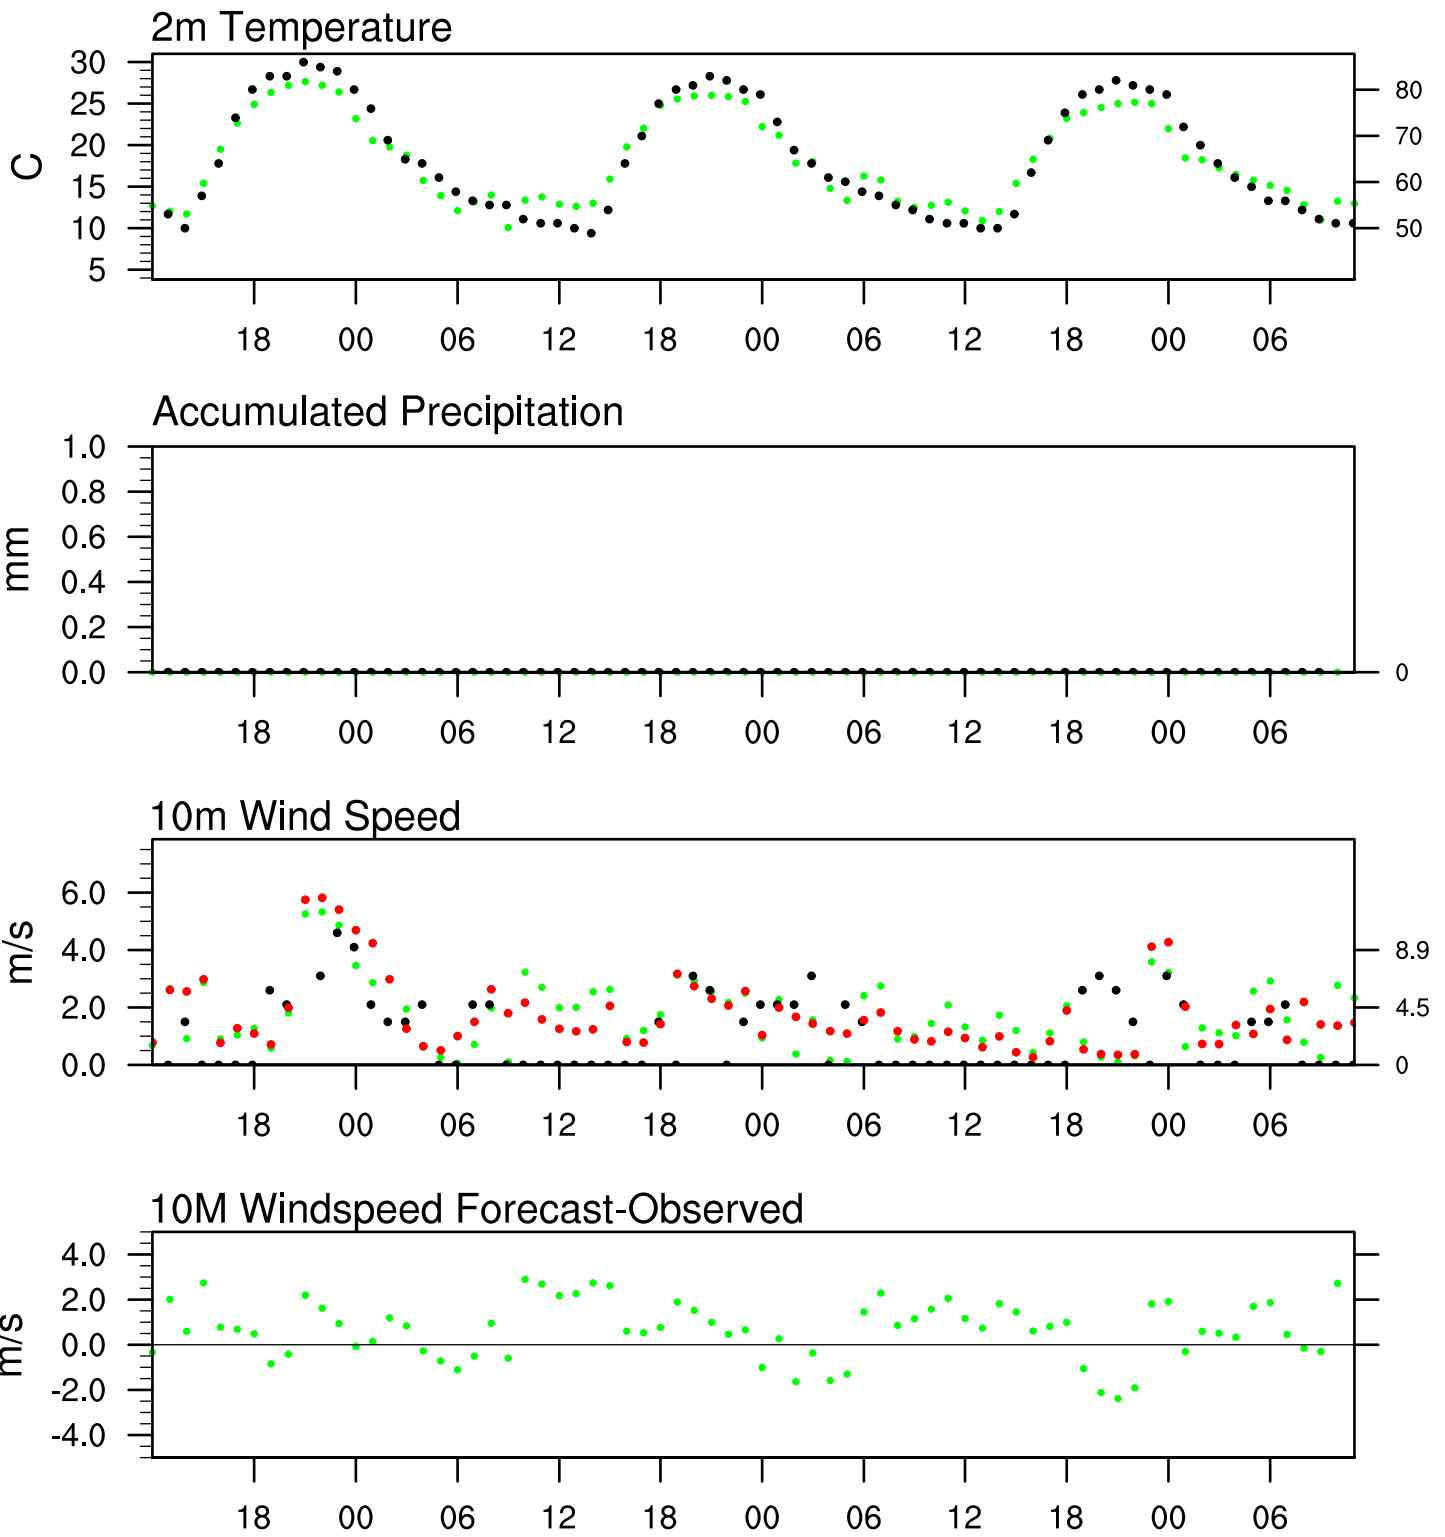 2m Temperature
30
25
20
15
10
5
C
80
70
60
50
18 00 06 12 18 00 06 12 18 00 06
Accumulated Precipitation
1.0
0.8
0.6
0.4
0.2
0.0
mm
0
18 00 06 12 18 00 06 12 18 00 06
10m Wind Speed
6.0
4.0
2.0
0.0
m/s
8.9
4.5
0
18 00 06 12 18 00 06 12 18 00 06
10M Windspeed Forecast-Observed
4.0
2.0
0.0
-2.0
-4.0
m/s
18 00 06 12 18 00 06 12 18 00 06